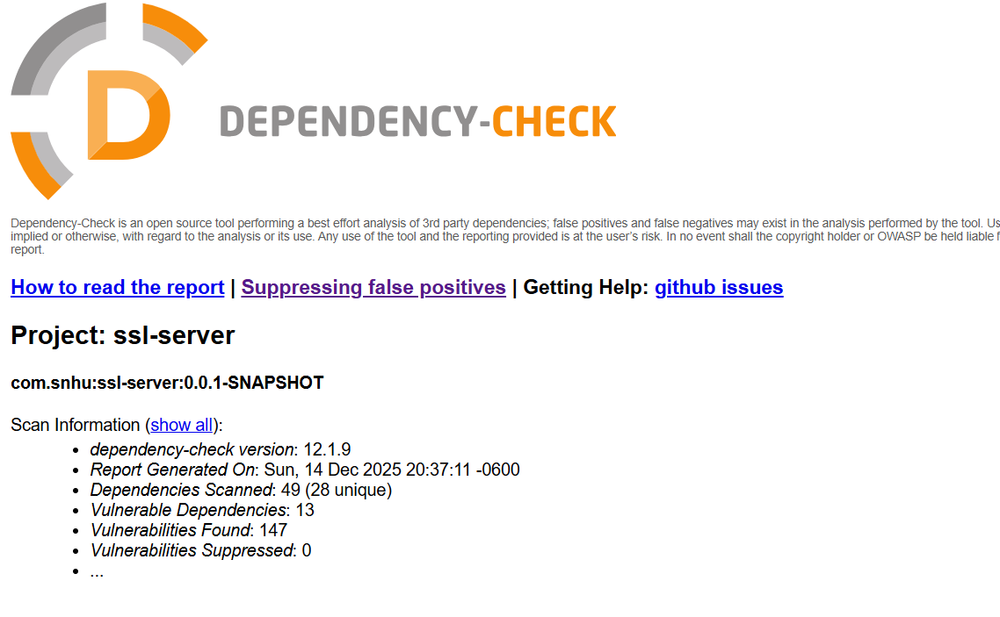 D
DEPENDENCY-CHECK
Dependency-Check is an open source tool performing a best effort analysis of 3rd party dependencies; false positives and false negatives may exist in the analysis performed by the tool. Us
implied or otherwise, with regard to the analysis or its use. Any use of the tool and the reporting provided is at the user's risk. In no event shall the copyright holder or OWASP be held liable f
report.
How to read the report | Suppressing false positives | Getting Help: github issues
Project: ssl-server
com.snhu:ssl-server:0.0.1-SNAPSHOT
Scan Information (show all):
• dependency-check version: 12.1.9
• Report Generated On: Sun, 14 Dec 2025 20:37:11 -0600
• Dependencies Scanned: 49 (28 unique)
• Vulnerable Dependencies: 13
• Vulnerabilities Found: 147
• Vulnerabilities Suppressed: 0
• ...